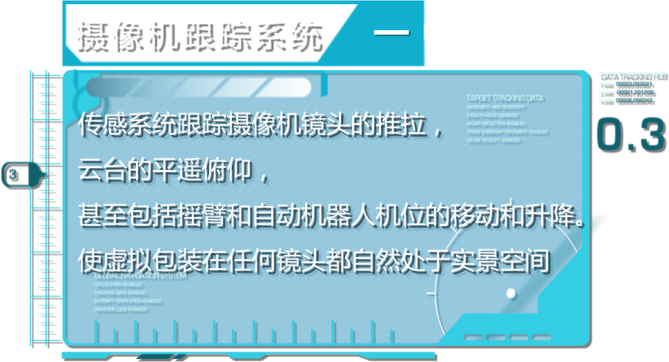 摄像机跟踪系统
DATA TRACKING HUB
0.3
TARGET TRACKING DATA
传感系统跟踪摄像机镜头的推拉，
云台的平遥俯仰，
3
甚至包括摇臂和自动机器人机位的移动和升降。
使虚拟包装在任何镜头都自然处于实景空间
GLOBAL NAVIGATION SYSTEM